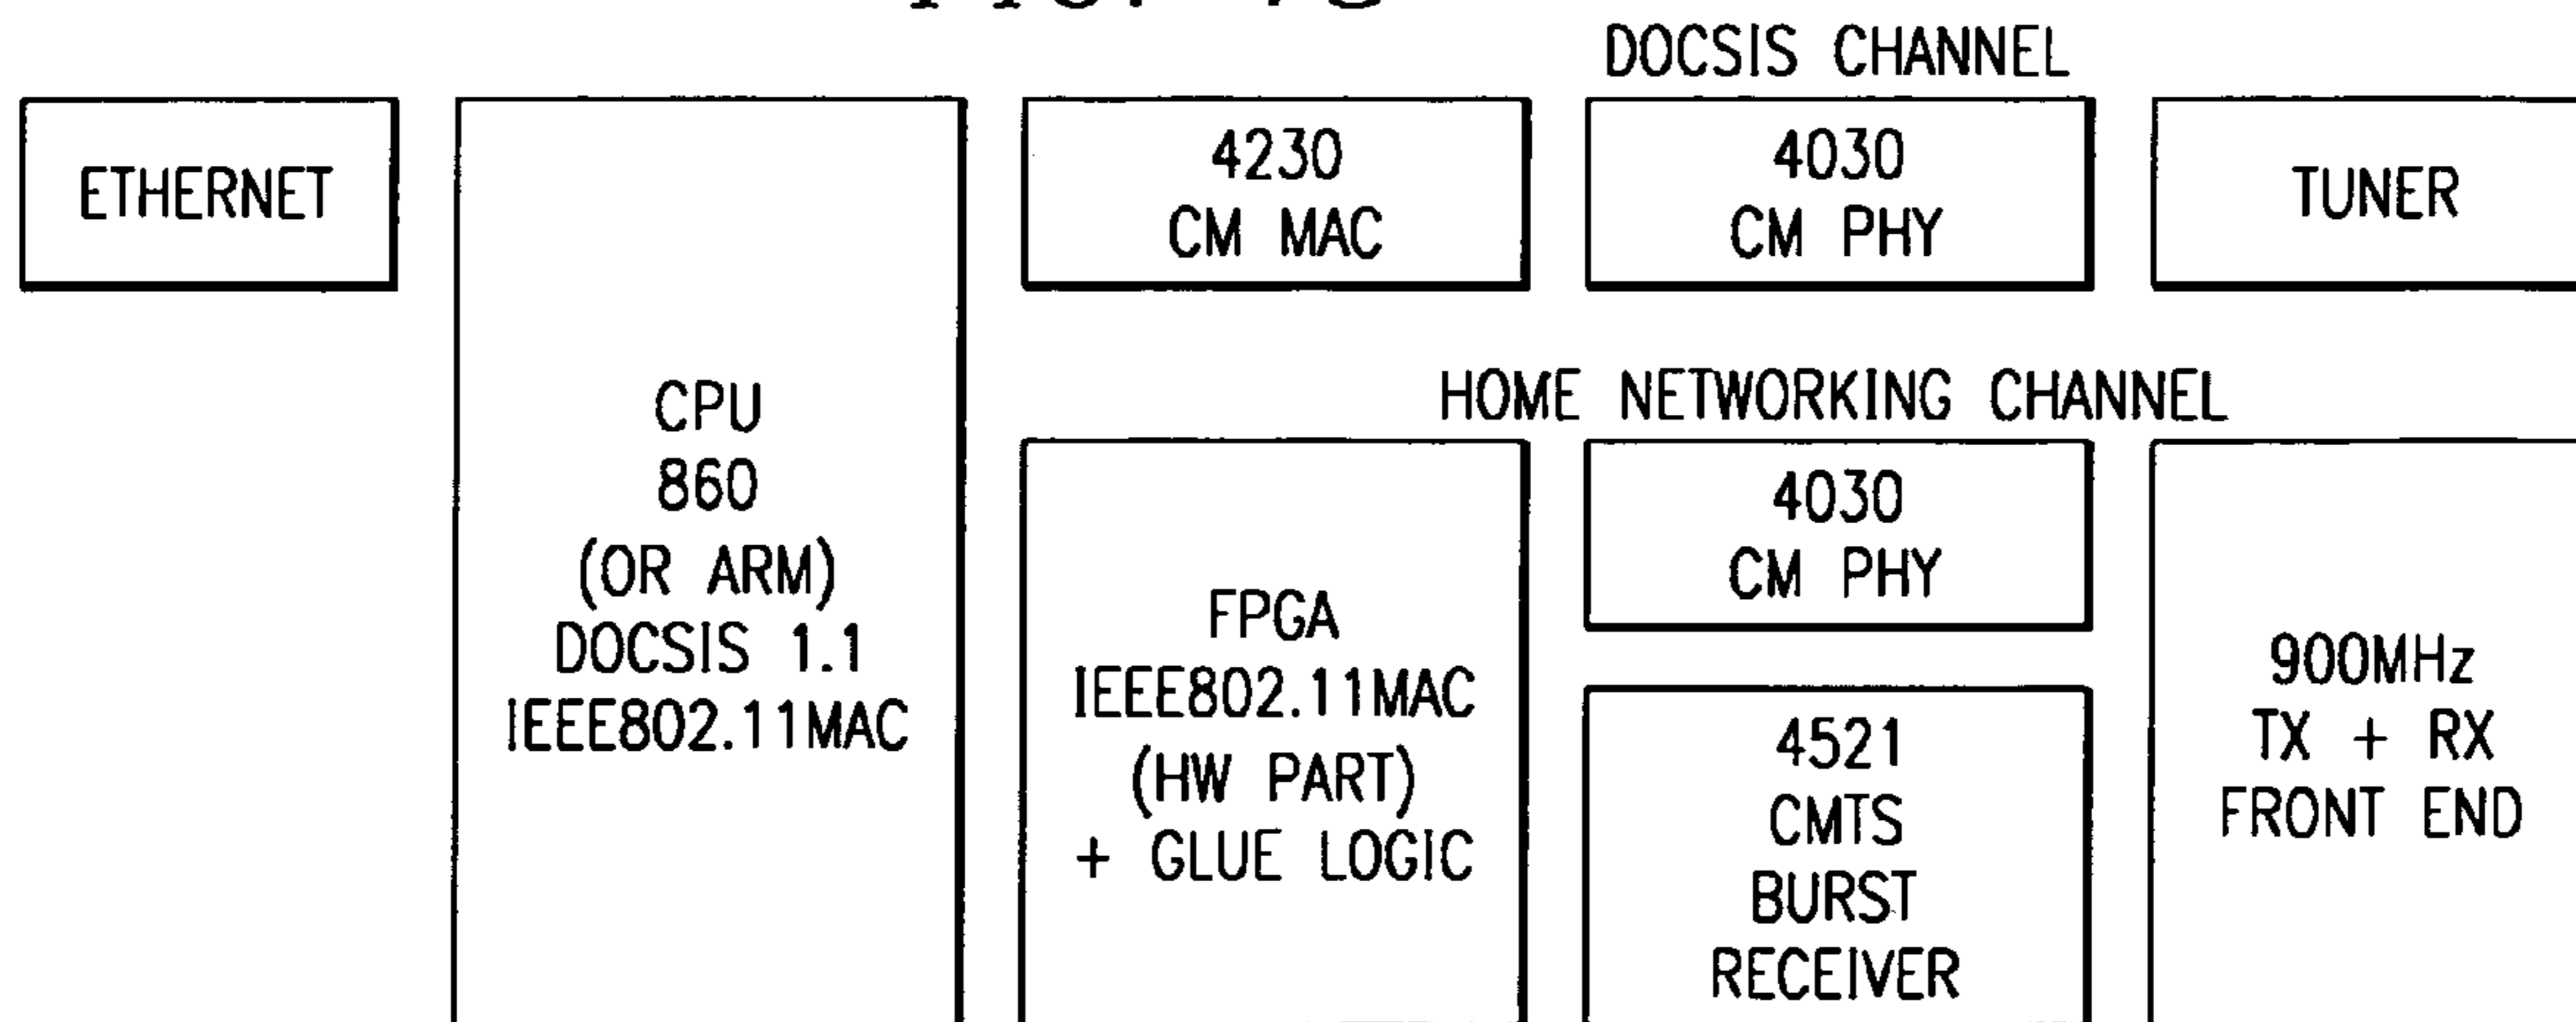 DOCSIS CHANNEL
ETHERNET
CPU
860
(OR ARM)
DOCSIS 1.1
IEEE802.11MAC
4230
CM MAC
4030
CM PHY
TUNER
HOME NETWORKING CHANNEL
FPGA
IEEE802.11MAC
(HW PART)
+ GLUE LOGIC
4030
CM PHY
4521
CMTS
BURST
RECEIVER
900MHz
TX + RX
FRONT END